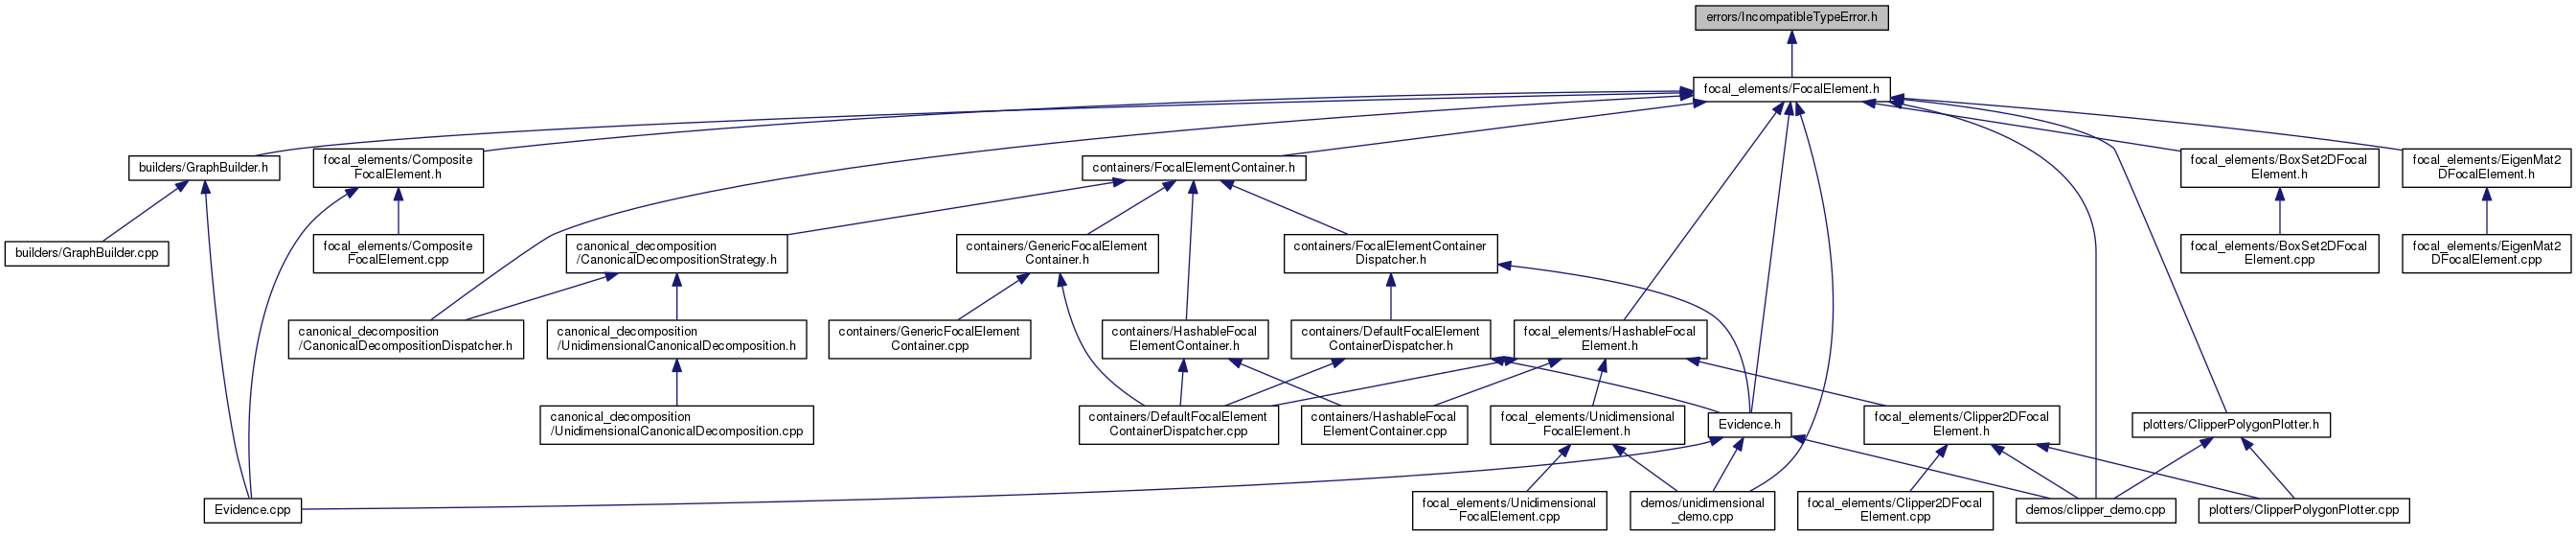 errors/IncompatibleTypeError.h
focal_elements/FocalElement.h
builders/GraphBuilder.h
focal_elements/Composite
FocalElement.h
containers/FocalElementContainer.h
focal_elements/BoxSet2DFocal
Element.h
focal_elements/EigenMat2
DFocalElement.h
builders/GraphBuilder.cpp
focal_elements/Composite
FocalElement.cpp
canonical_decomposition
/CanonicalDecompositionStrategy.h
containers/GenericFocalElement
Container.h
containers/FocalElementContainer
Dispatcher.h
focal_elements/BoxSet2DFocal
Element.cpp
focal_elements/EigenMat2
DFocalElement.cpp
canonical_decomposition
/CanonicalDecompositionDispatcher.h
canonical_decomposition
/UnidimensionalCanonicalDecomposition.h
containers/GenericFocalElement
Container.cpp
containers/HashableFocal
ElementContainer.h
containers/DefaultFocalElement
ContainerDispatcher.h
focal_elements/HashableFocal
Element.h
canonical_decomposition
/UnidimensionalCanonicalDecomposition.cpp
containers/DefaultFocalElement
ContainerDispatcher.cpp
containers/HashableFocal
ElementContainer.cpp
focal_elements/Unidimensional
FocalElement.h
Evidence.h
focal_elements/Clipper2DFocal
Element.h
plotters/ClipperPolygonPlotter.h
Evidence.cpp
focal_elements/Unidimensional
FocalElement.cpp
demos/unidimensional
_demo.cpp
focal_elements/Clipper2DFocal
Element.cpp
demos/clipper_demo.cpp
plotters/ClipperPolygonPlotter.cpp